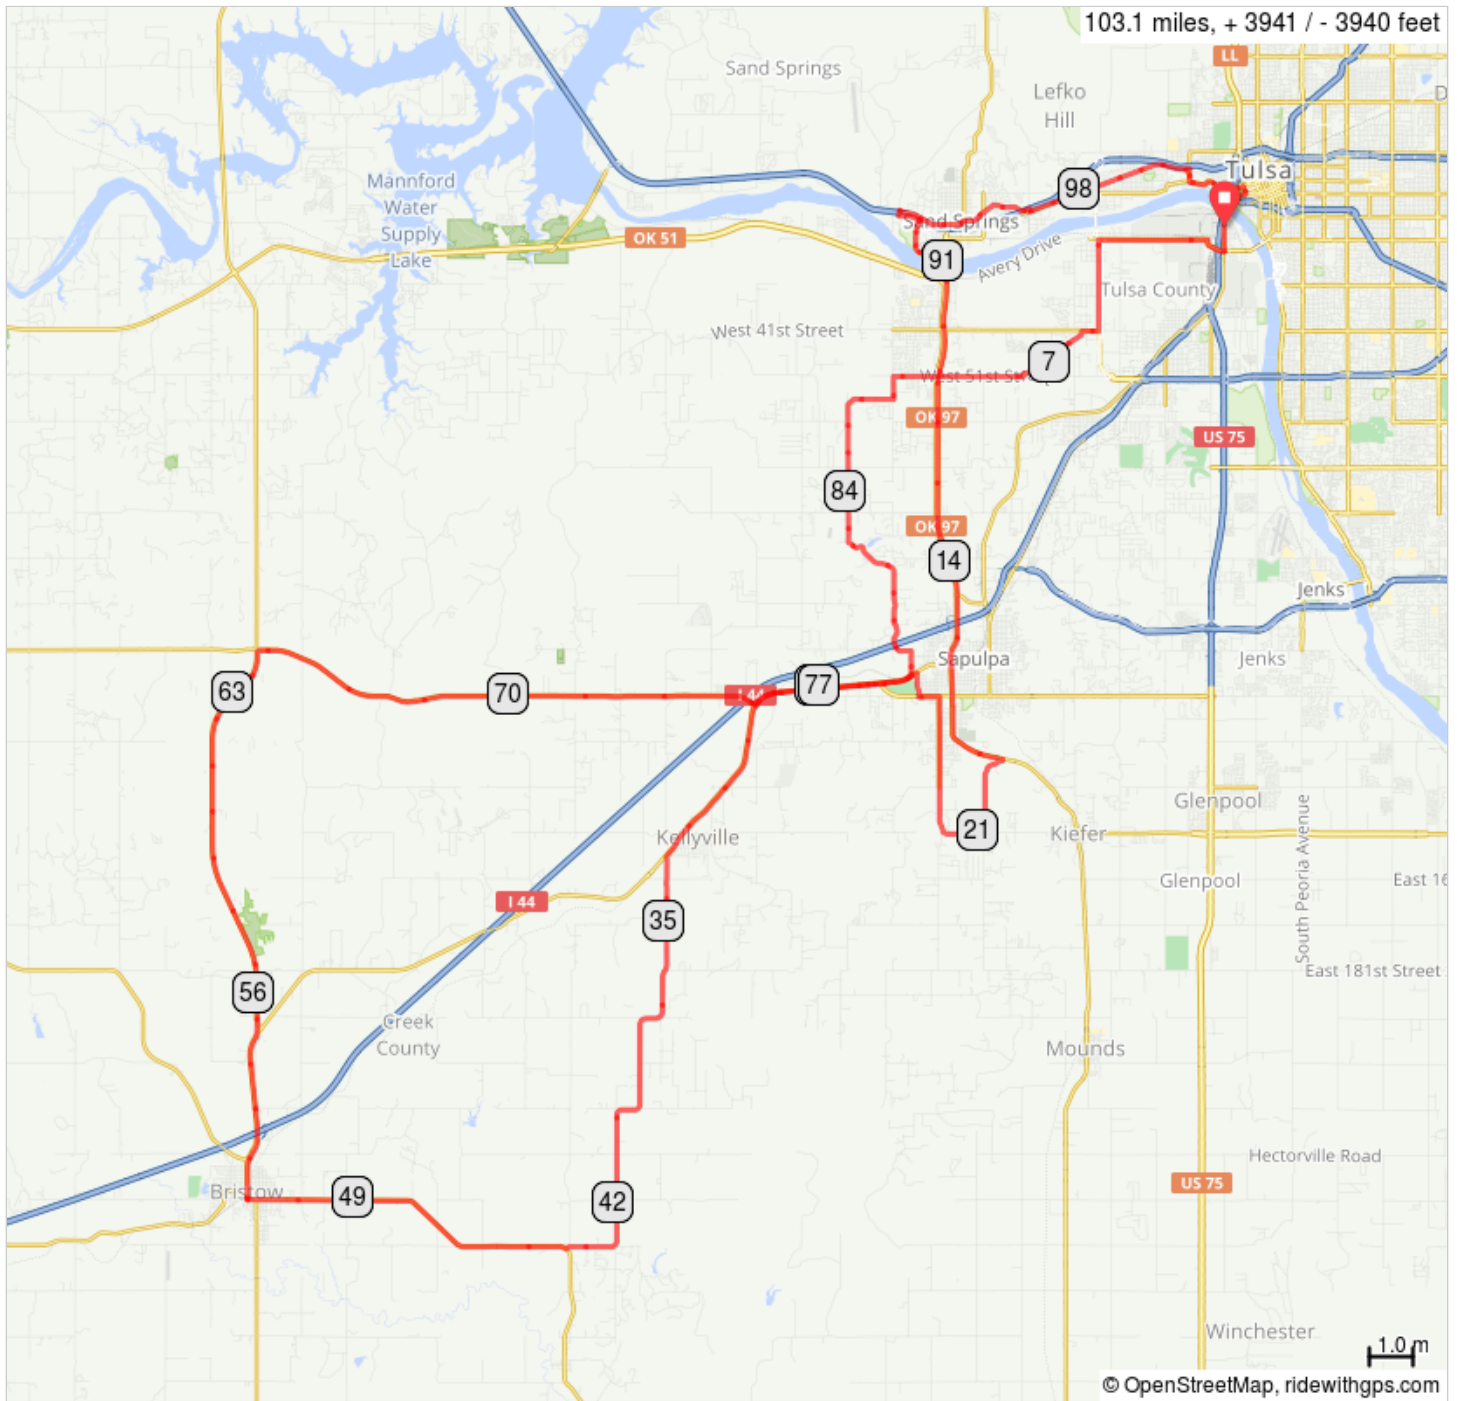 103.1 miles, + 3941 / - 3940 feet
LL
Sand Springs
Lefko
Hill
Tulsa
98
Mannford
Water
Supply
Lake
Sand Springs
OK 51
91
Avery Drive
Tulsa County
West 41st Street
7
West 51st Street
OK 97
US 75
84
OK 97
14
Jenks
Sapulpa
Jenks
63
70
I 44
77
Glenpool
South Peoria Avenue
Kellyville
21
Kiefer
Glenpool
East 16
I 44
35
East 181st Street
56
Creek
County
Mounds
Hectorville Road
Bristow
49
42
US 75
Winchester
1.0 m
© OpenStreetMap, ridewithgps.com